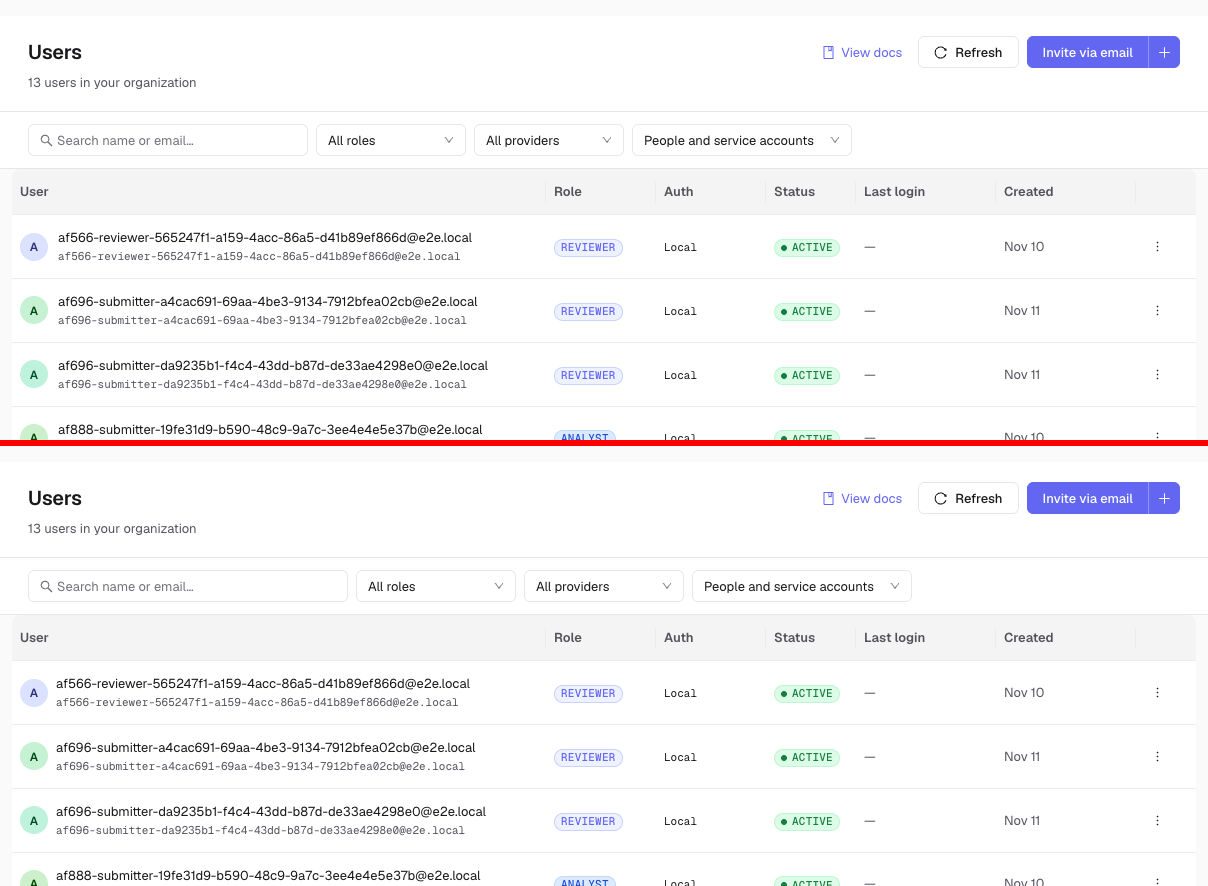 Users
View docs
Refresh
Invite via email
13 users in your organization
Search name or email...
All roles
All providers
People and service accounts
User Role Auth Status Last login Created
A
af566-reviewer-565247f1-a159-4acc-86a5-d41b89ef866d@e2e.local
af566-reviewer-565247f1-a159-4acc-86a5-d41b89ef866d@e2e.local
REVIEWER Local ACTIVE — Nov 10
A
af696-submitter-a4cac691-69aa-4be3-9134-7912bfea02cb@e2e.local
af696-submitter-a4cac691-69aa-4be3-9134-7912bfea02cb@e2e.local
REVIEWER Local ACTIVE — Nov 11
A
af696-submitter-da9235b1-f4c4-43dd-b87d-de33ae4298e0@e2e.local
af696-submitter-da9235b1-f4c4-43dd-b87d-de33ae4298e0@e2e.local
REVIEWER Local ACTIVE — Nov 11
A
af888-submitter-19fe31d9-b590-48c9-9a7c-3ee4e4e5e37b@e2e.local
ANALYST Local ACTIVE — Nov 10
Users
View docs
Refresh
Invite via email
13 users in your organization
Search name or email...
All roles
All providers
People and service accounts
User Role Auth Status Last login Created
A
af566-reviewer-565247f1-a159-4acc-86a5-d41b89ef866d@e2e.local
af566-reviewer-565247f1-a159-4acc-86a5-d41b89ef866d@e2e.local
REVIEWER Local ACTIVE — Nov 10
A
af696-submitter-a4cac691-69aa-4be3-9134-7912bfea02cb@e2e.local
af696-submitter-a4cac691-69aa-4be3-9134-7912bfea02cb@e2e.local
REVIEWER Local ACTIVE — Nov 11
A
af696-submitter-da9235b1-f4c4-43dd-b87d-de33ae4298e0@e2e.local
af696-submitter-da9235b1-f4c4-43dd-b87d-de33ae4298e0@e2e.local
REVIEWER Local ACTIVE — Nov 11
A
af888-submitter-19fe31d9-b590-48c9-9a7c-3ee4e4e5e37b@e2e.local
ANALYST Local ACTIVE — Nov 10